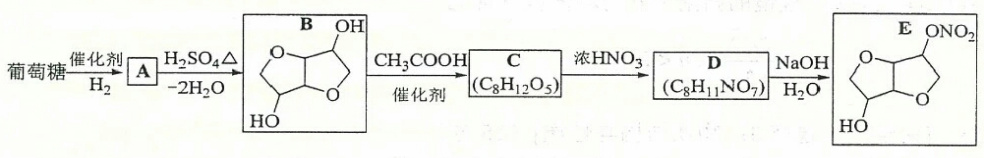 葡萄糖 催化剂 H₂ A H₂SO₄△ −2H₂O B OH O O HO CH₃COOH 催化剂 C (C₈H₁₂O₅) 浓HNO₃ D (C₈H₁₁NO₇) NaOH H₂O E ONO₂ O O HO